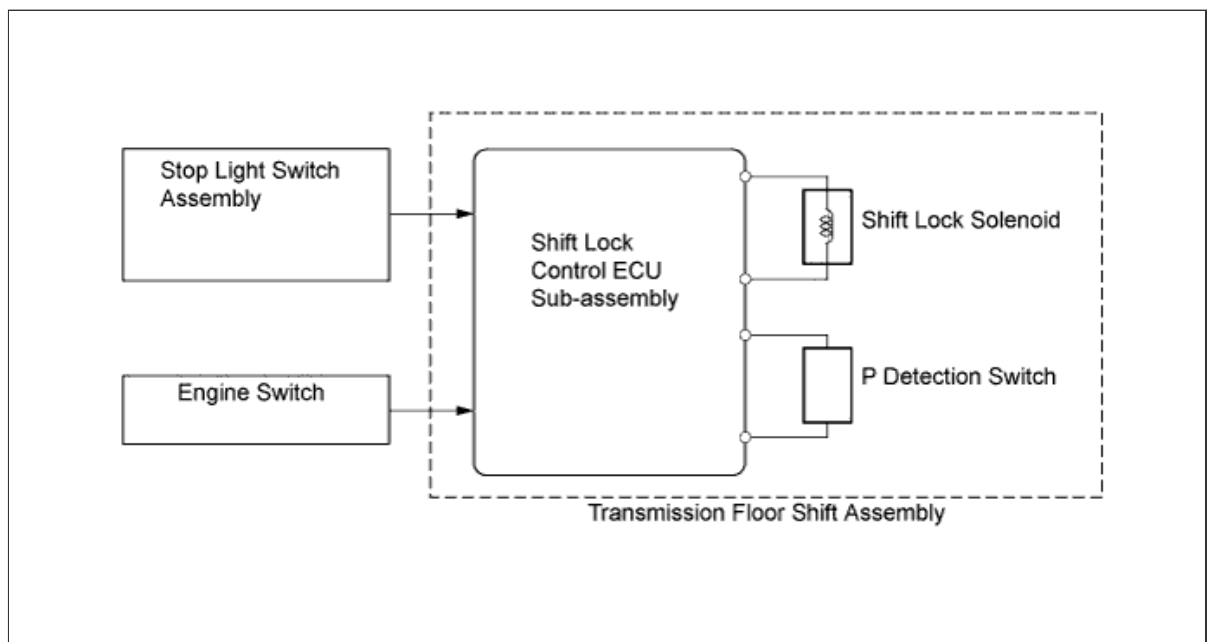 Stop Light Switch
Assembly
Engine Switch
Shift Lock
Control ECU
Sub-assembly
Shift Lock Solenoid
P Detection Switch
Transmission Floor Shift Assembly